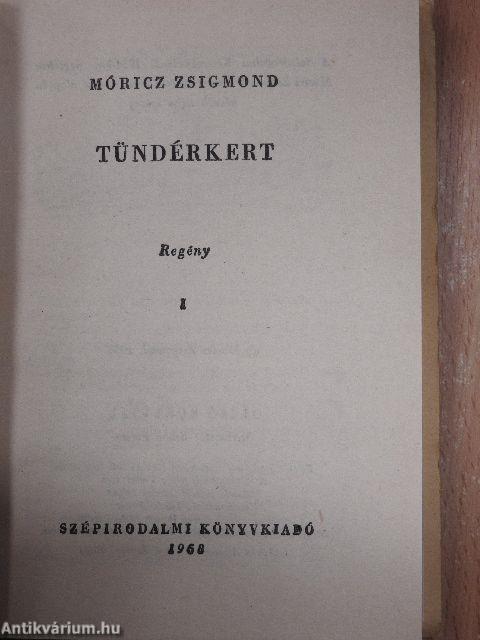 MÓRICZ ZSIGMOND
TÜNDÉRKERT
Regény
I
SZÉPIRODALMI KÖNYVKIADÓ
1968
Antikvárium.hu